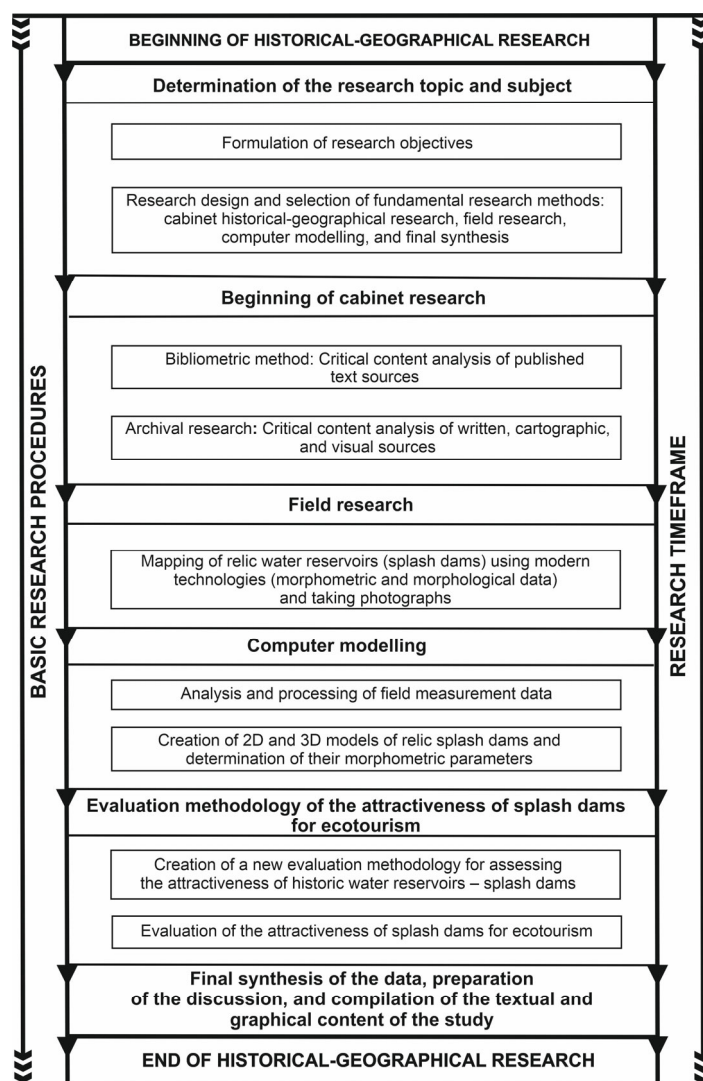 BEGINNING OF HISTORICAL-GEOGRAPHICAL RESEARCH
Determination of the research topic and subject
Formulation of research objectives
Research design and selection of fundamental research methods:
cabinet historical-geographical research, field research,
computer modelling, and final synthesis
Beginning of cabinet research
Bibliometric method: Critical content analysis of published
text sources
Archival research: Critical content analysis of written, cartographic,
and visual sources
Field research
Mapping of relic water reservoirs (splash dams) using modern
technologies (morphometric and morphological data)
and taking photographs
Computer modelling
Analysis and processing of field measurement data
Creation of 2D and 3D models of relic splash dams and
determination of their morphometric parameters
Evaluation methodology of the attractiveness of splash dams
for ecotourism
Creation of a new evaluation methodology for assessing
the attractiveness of historic water reservoirs – splash dams
Evaluation of the attractiveness of splash dams for ecotourism
Final synthesis of the data, preparation
of the discussion, and compilation of the textual and
graphical content of the study
END OF HISTORICAL-GEOGRAPHICAL RESEARCH
BASIC RESEARCH PROCEDURES
RESEARCH TIMEFRAME